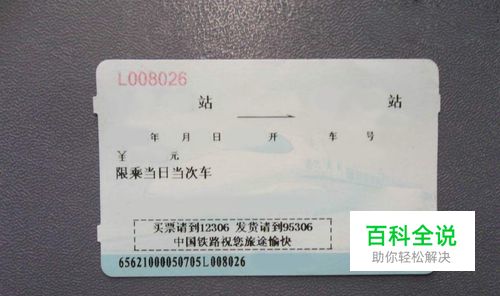 L008026
站 → 站
年 月 日 开 车 号
￥ 元
限乘当日当次车
买票请到12306 发货请到95306
中国铁路祝您旅途愉快
65621000050705L008026
百科全说
助你轻松解决